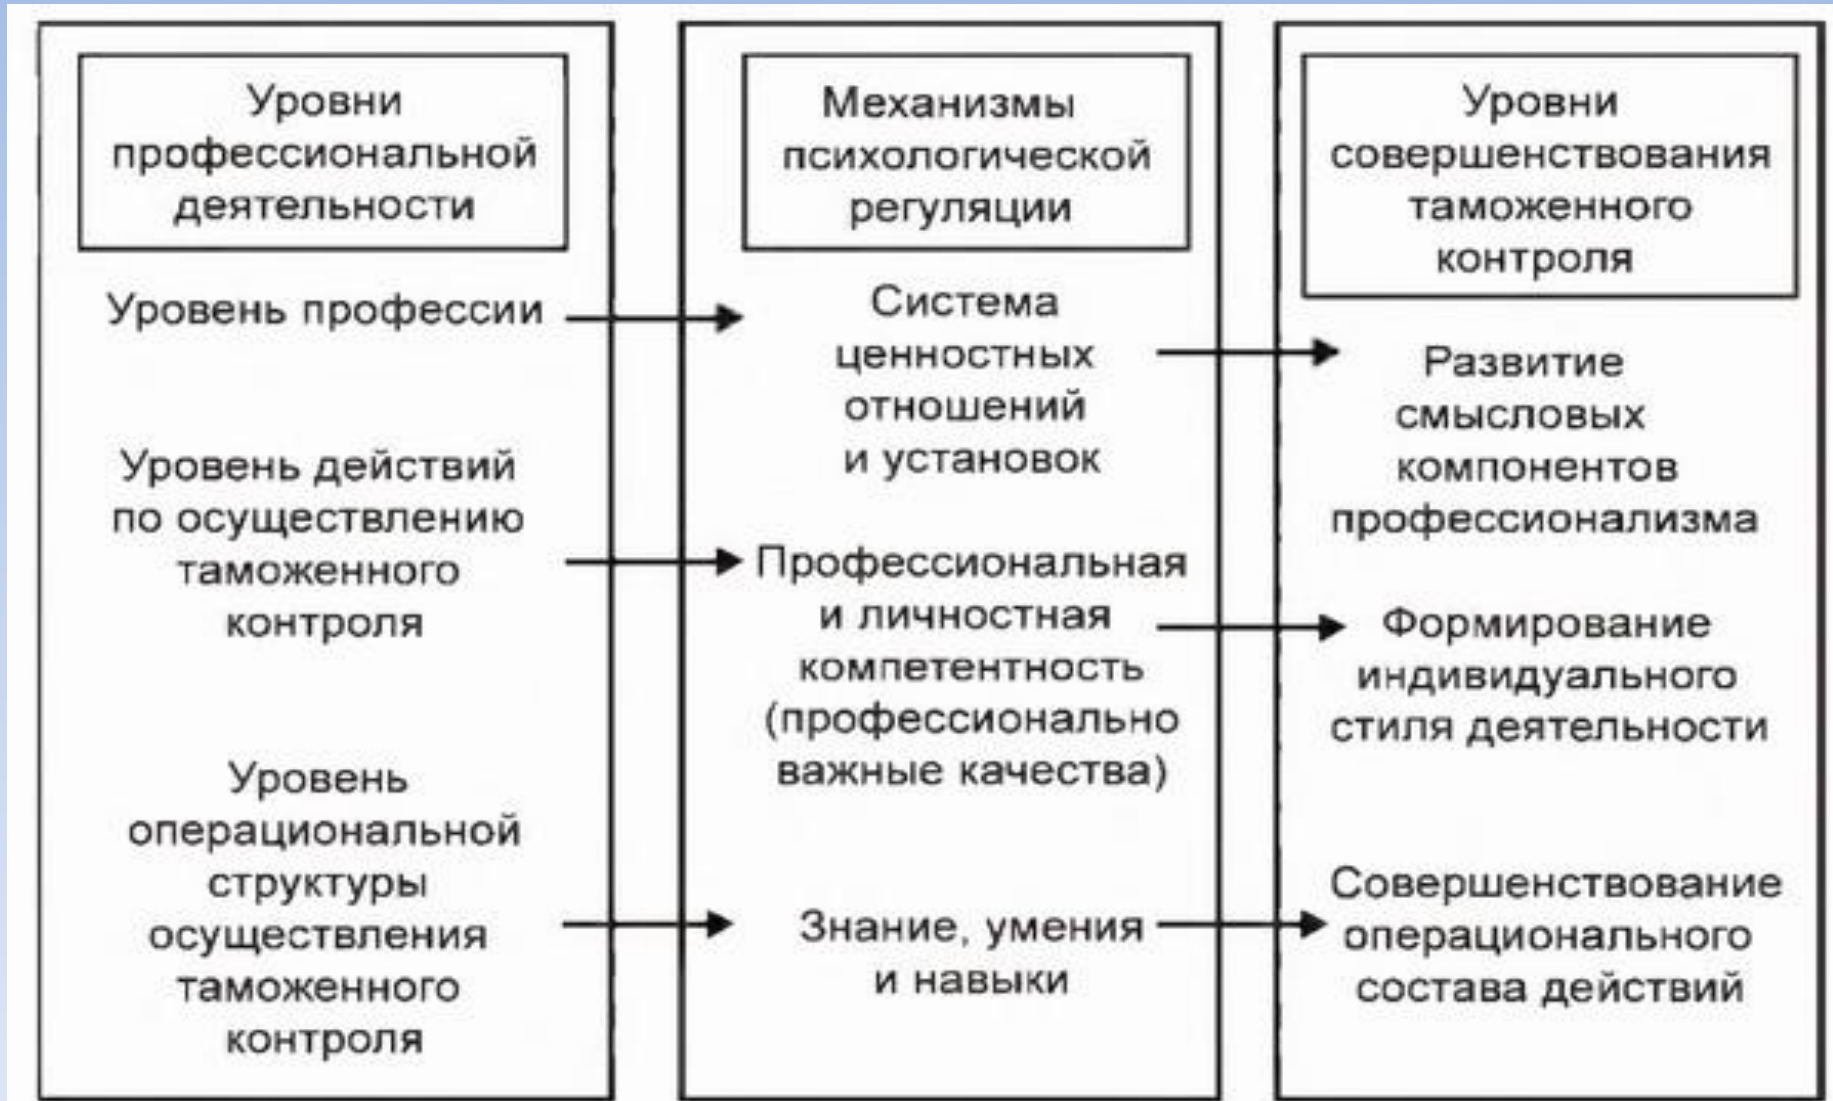 Уровни
профессиональной
деятельности
Уровень профессии
Уровень действий
по осуществлению
таможенного
контроля
Уровень
операциональной
структуры
осуществления
таможенного
контроля
Механизмы
психологической
регуляции
Система
ценностных
отношений
и установок
Профессиональная
и личностная
компетентность
(профессионально
важные качества)
Знание, умения
и навыки
Уровни
совершенствования
таможенного
контроля
Развитие
смысловых
компонентов
профессионализма
Формирование
индивидуального
стиля деятельности
Совершенствование
операционального
состава действий